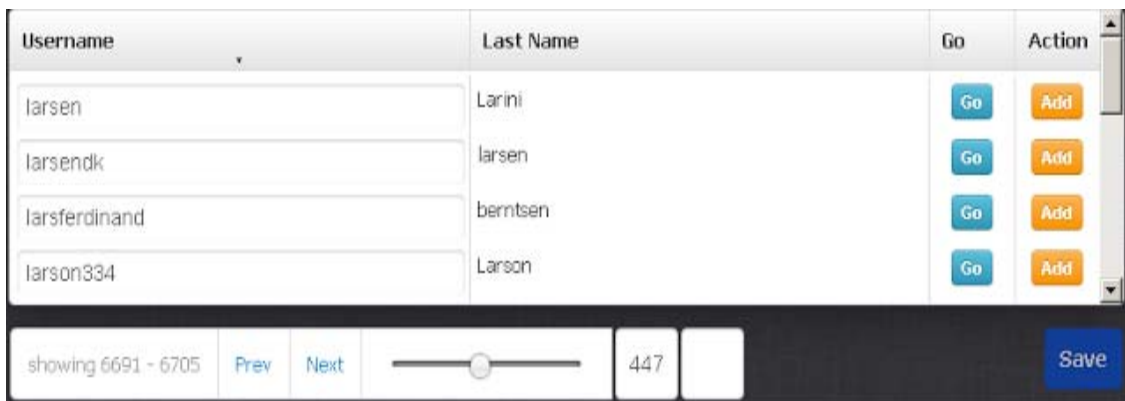 Username Last Name Go Action
larsen Larini Go Add
larsendk larsen Go Add
larsferdinand berntsen Go Add
larson334 Larson Go Add
showing 6691 - 6705 Prev Next 447 Save